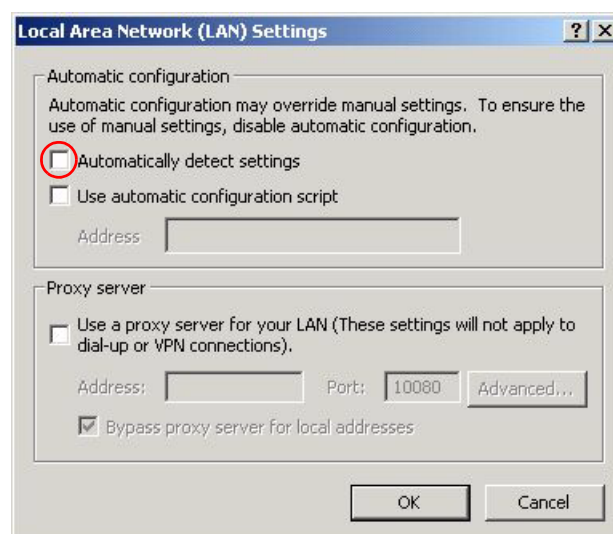 Local Area Network (LAN) Settings
Automatic configuration
Automatic configuration may override manual settings. To ensure the
use of manual settings, disable automatic configuration.
Automatically detect settings
Use automatic configuration script
Address
Proxy server
Use a proxy server for your LAN (These settings will not apply to
dial-up or VPN connections).
Address: Port: 10080 Advanced...
Bypass proxy server for local addresses
OK Cancel